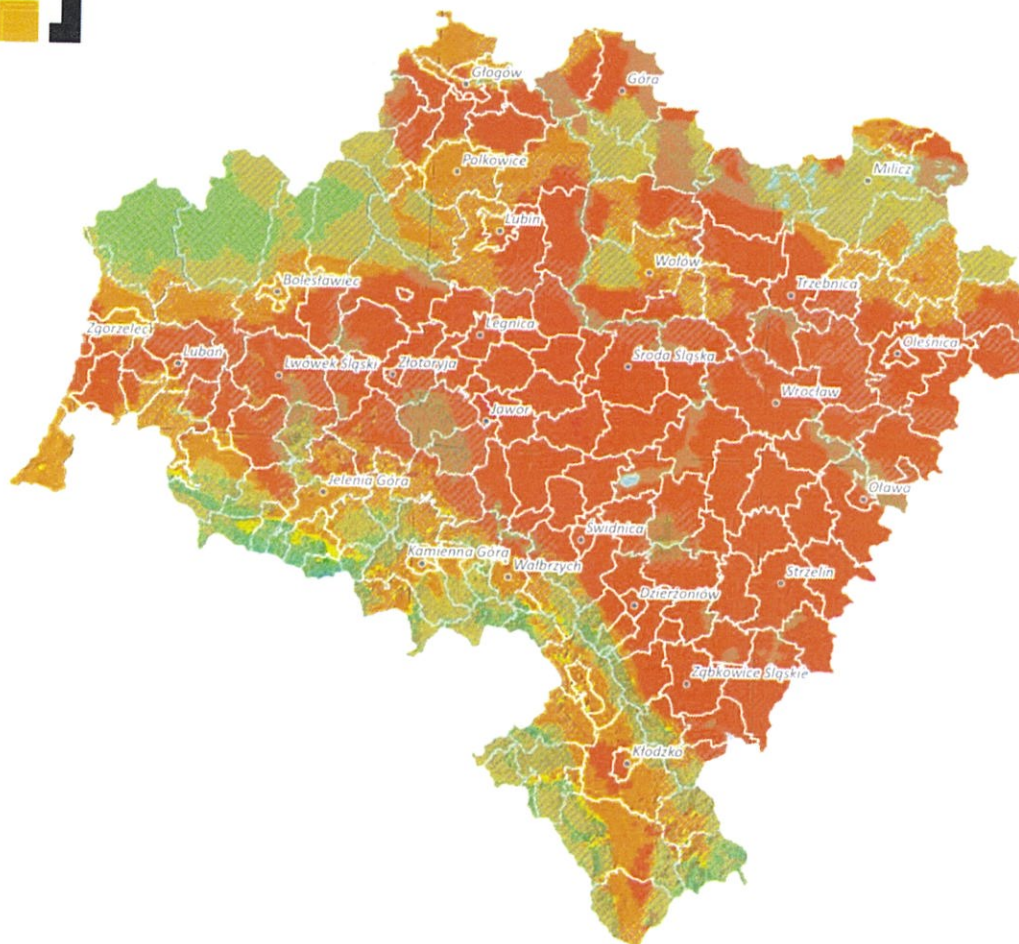 Głogów
Góra
Polkowice
Milicz
Lubin
Wołów
Bolesławiec
Trzebnica
Zgorzelec
Legnica
Oleśnica
Lubań
Lwówek Śląski
Złotoryja
Środa Śląska
Wrocław
Jawor
Jelenia Góra
Oława
Świdnica
Kamienna Góra
Wałbrzych
Strzelin
Dzierżoniów
Ząbkowice Śląskie
Kłodzko